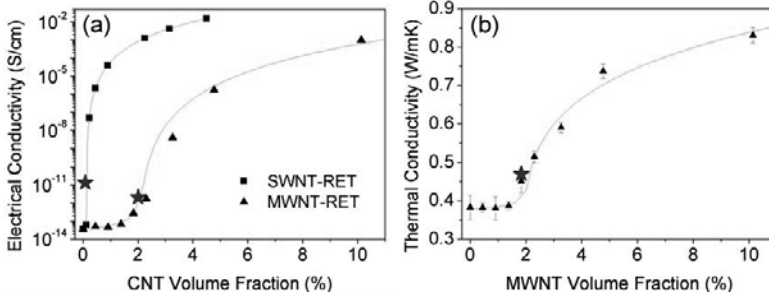 (a)
Electrical Conductivity (S/cm)
10⁻²
10⁻⁵
10⁻⁸
10⁻¹¹
10⁻¹⁴
SWNT-RET
MWNT-RET
0 2 4 6 8 10
CNT Volume Fraction (%)
(b)
Thermal Conductivity (W/mK)
0.9
0.8
0.7
0.6
0.5
0.4
0.3
0 2 4 6 8 10
MWNT Volume Fraction (%)